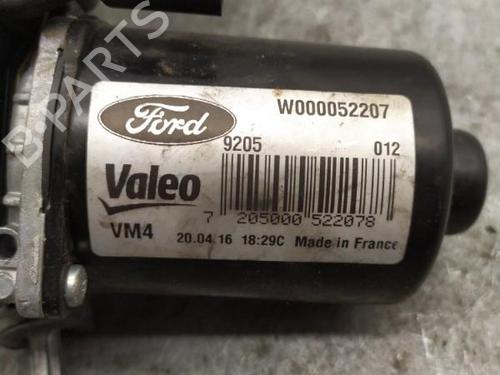 B-PARTS
Ford
W000052207
9205 012
Valeo
7 205000 522078
VM4
20.04.16 18:29C Made in France